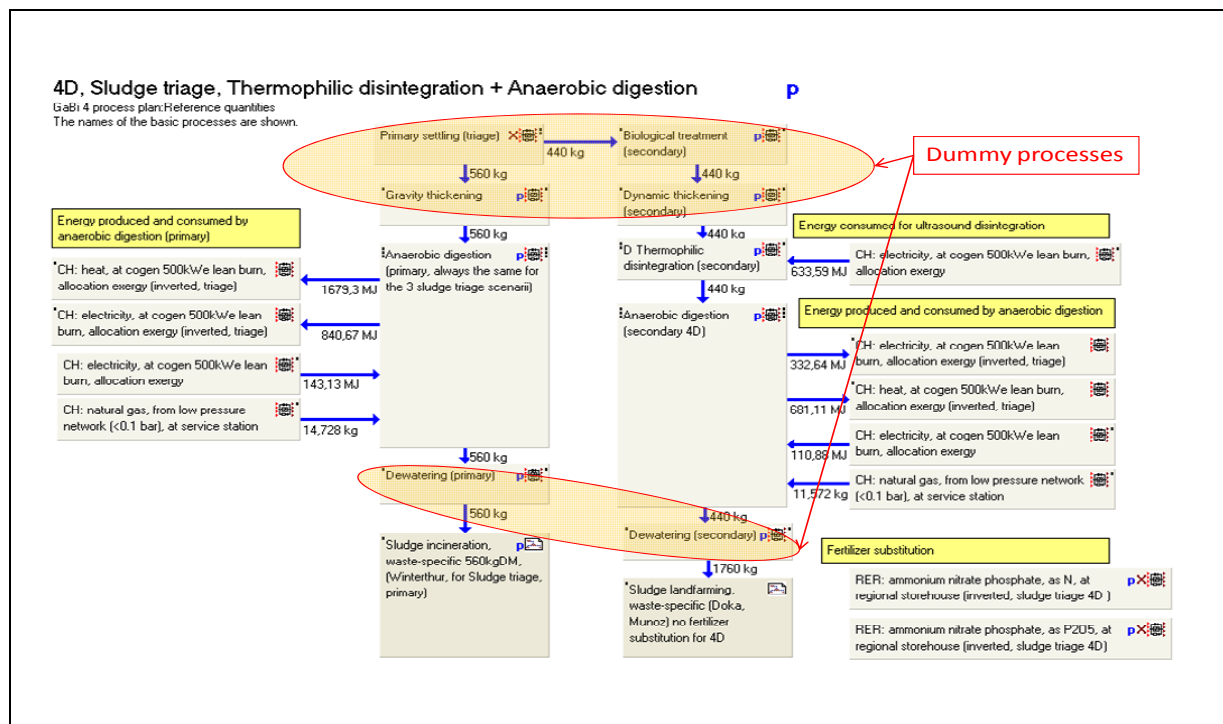 4D, Sludge triage, Thermophilic disintegration + Anaerobic digestion
p
GaBi 4 process plan:Reference quantities
The names of the basic processes are shown.
Primary settling (triage)
440 kg
Biological treatment
(secondary)
p
Dummy processes
560 kg
440 kg
Gravity thickening
p
Dynamic thickening
(secondary)
p
Energy produced and consumed by
anaerobic digestion (primary)
560 kg
440 kg
Energy consumed for ultrasound disintegration
Anaerobic digestion
(primary, always the same for
the 3 sludge triage scenarii)
p
D Thermophilic
disintegration (secondary)
p
633,59 MJ
CH: electricity, at cogen 500kWe lean burn,
allocation exergy
CH: heat, at cogen 500kWe lean burn,
allocation exergy (inverted, triage)
1679,3 MJ
440 kg
Anaerobic digestion
(secondary 4D)
p
Energy produced and consumed by anaerobic digestion
CH: electricity, at cogen 500kWe lean
burn, allocation exergy (inverted, triage)
840,67 MJ
332,64 MJ
CH: electricity, at cogen 500kWe lean
burn, allocation exergy (inverted, triage)
CH: electricity, at cogen 500kWe lean
burn, allocation exergy
143,13 MJ
681,11 MJ
CH: heat, at cogen 500kWe lean burn,
allocation exergy (inverted, triage)
CH: natural gas, from low pressure
network (<0.1 bar), at service station
14,728 kg
110,88 MJ
CH: electricity, at cogen 500kWe lean
burn, allocation exergy
560 kg
11,572 kg
CH: natural gas, from low pressure network
(<0.1 bar), at service station
Dewatering (primary)
p
560 kg
440 kg
Dewatering (secondary)
p
Sludge incineration,
waste-specific 560kgDM,
(Winterthur, for Sludge triage,
primary)
p
1760 kg
Sludge landfarming.
waste-specific (Doka,
Munoz) no fertilizer
substitution for 4D
Fertilizer substitution
RER: ammonium nitrate phosphate, as N, at
regional storehouse (inverted, sludge triage 4D )
p
RER: ammonium nitrate phosphate, as P2O5, at
regional storehouse (inverted, sludge triage 4D)
p